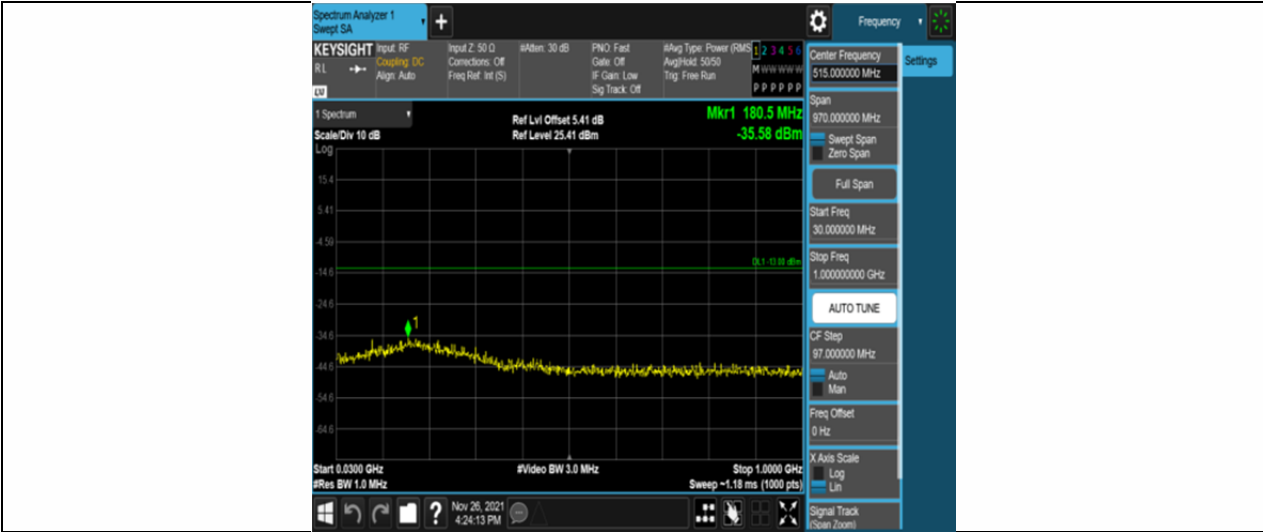 Spectrum Analyzer 1
Swept SA
+
Frequency
KEYSIGHT
Input: RF
Input Z: 50 Ω
#Atten: 30 dB
PNO: Fast
#Avg Type: Power (RMS
1 2 3 4 5 6
R L
Coupling: DC
Corrections: Off
Gate: Off
Avg|Hold: 50/50
M W W W W W
Align: Auto
Freq Ref: Int (S)
IF Gain: Low
Trig: Free Run
Sig Track: Off
P P P P P P
LV
1 Spectrum
Ref Lvl Offset 5.41 dB
Mkr1 180.5 MHz
Scale/Div 10 dB
Ref Level 25.41 dBm
-35.58 dBm
Log
15.4
5.41
-4.59
DL1 -13.00 dBm
-14.6
-24.6
1
-34.6
-44.6
-54.6
-64.6
Start 0.0300 GHz
#Video BW 3.0 MHz
Stop 1.0000 GHz
#Res BW 1.0 MHz
Sweep ~1.18 ms (1000 pts)
?
Nov 26, 2021
4:24:13 PM
Center Frequency
515.000000 MHz
Settings
Span
970.000000 MHz
Swept Span
Zero Span
Full Span
Start Freq
30.000000 MHz
Stop Freq
1.000000000 GHz
AUTO TUNE
CF Step
97.000000 MHz
Auto
Man
Freq Offset
0 Hz
X Axis Scale
Log
Lin
Signal Track
(Span Zoom)